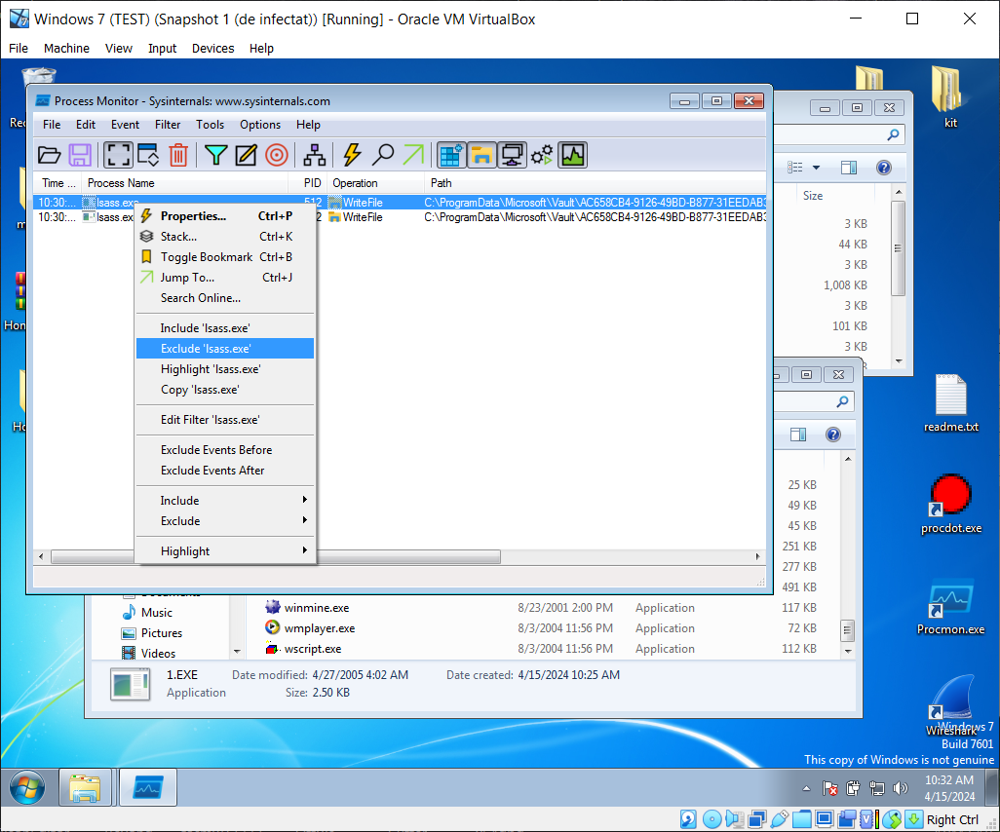 Windows 7 (TEST) (Snapshot 1 (de infectat)) [Running] - Oracle VM VirtualBox
File Machine View Input Devices Help
kit
Process Monitor - Sysinternals: www.sysinternals.com
File Edit Event Filter Tools Options Help
Time ... Process Name PID Operation Path
10:30:... lsass.exe 512 WriteFile C:\ProgramData\Microsoft\Vault\AC658CB4-9126-49BD-B877-31EEDAB3
10:30:... lsass.exe 2 WriteFile C:\ProgramData\Microsoft\Vault\AC658CB4-9126-49BD-B877-31EEDAB3
Properties... Ctrl+P
Stack... Ctrl+K
Toggle Bookmark Ctrl+B
Jump To... Ctrl+J
Search Online...
Include 'lsass.exe'
Exclude 'lsass.exe'
Highlight 'lsass.exe'
Copy 'lsass.exe'
Edit Filter 'lsass.exe'
Exclude Events Before
Exclude Events After
Include
Exclude
Highlight
Size
3 KB
44 KB
3 KB
1,008 KB
3 KB
101 KB
3 KB
25 KB
49 KB
45 KB
251 KB
277 KB
491 KB
readme.txt
procdot.exe
Procmon.exe
Wireshark
Documents
Music
Pictures
Videos
winmine.exe 8/23/2001 2:00 PM Application 117 KB
wmplayer.exe 8/3/2004 11:56 PM Application 72 KB
wscript.exe 8/3/2004 11:56 PM Application 112 KB
1.EXE Date modified: 4/27/2005 4:02 AM Date created: 4/15/2024 10:25 AM
Application Size: 2.50 KB
Windows 7
Build 7601
This copy of Windows is not genuine
10:32 AM
4/15/2024
Right Ctrl